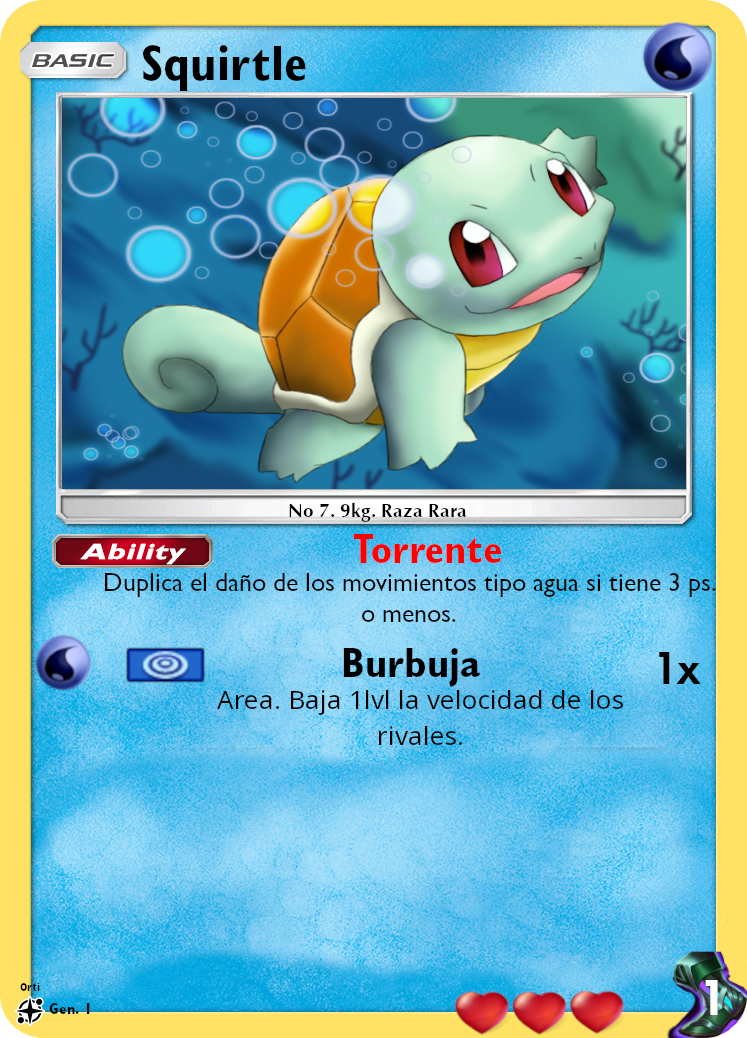 BASIC Squirtle
No 7. 9kg. Raza Rara
Ability Torrente
Duplica el daño de los movimientos tipo agua si tiene 3 ps.
o menos.
Burbuja 1x
Area. Baja 1lvl la velocidad de los
rivales.
Orti
Gen. 1
1